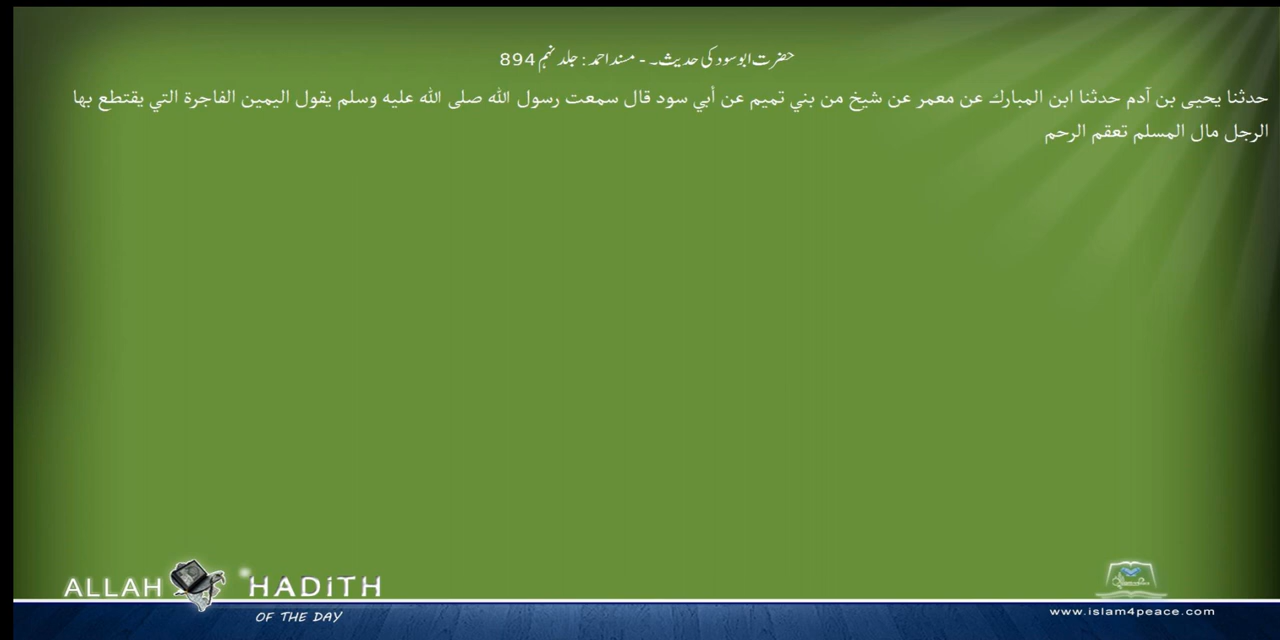 حضرت ابوسود کی حدیث۔ - مسند احمد : جلد نہم 894
حدثنا يحيى بن آدم حدثنا ابن المبارك عن معمر عن شيخ من بني تميم عن أبي سود قال سمعت رسول الله صلى الله عليه وسلم يقول اليمين الفاجرة التي يقتطع بها
الرجل مال المسلم تعقم الرحم
ALLAH HADITH
OF THE DAY
www.islam4peace.com